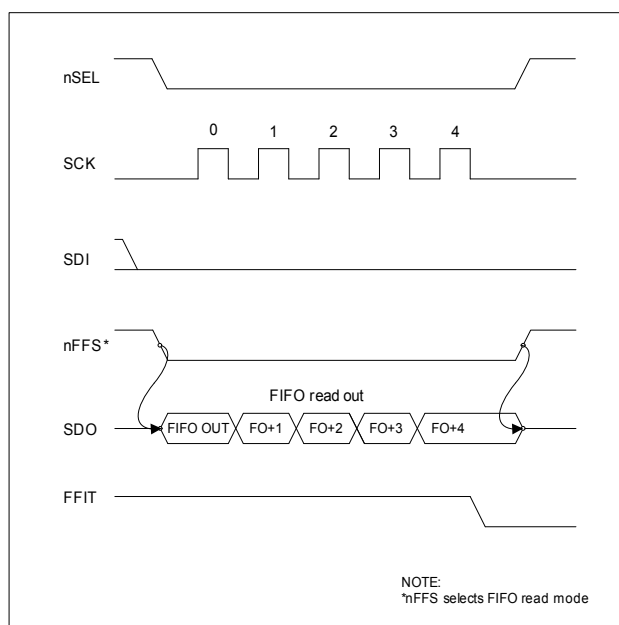 nSEL
0 1 2 3 4
SCK
SDI
nFFS*
FIFO read out
SDO FIFO OUT FO+1 FO+2 FO+3 FO+4
FFIT
NOTE:
*nFFS selects FIFO read mode